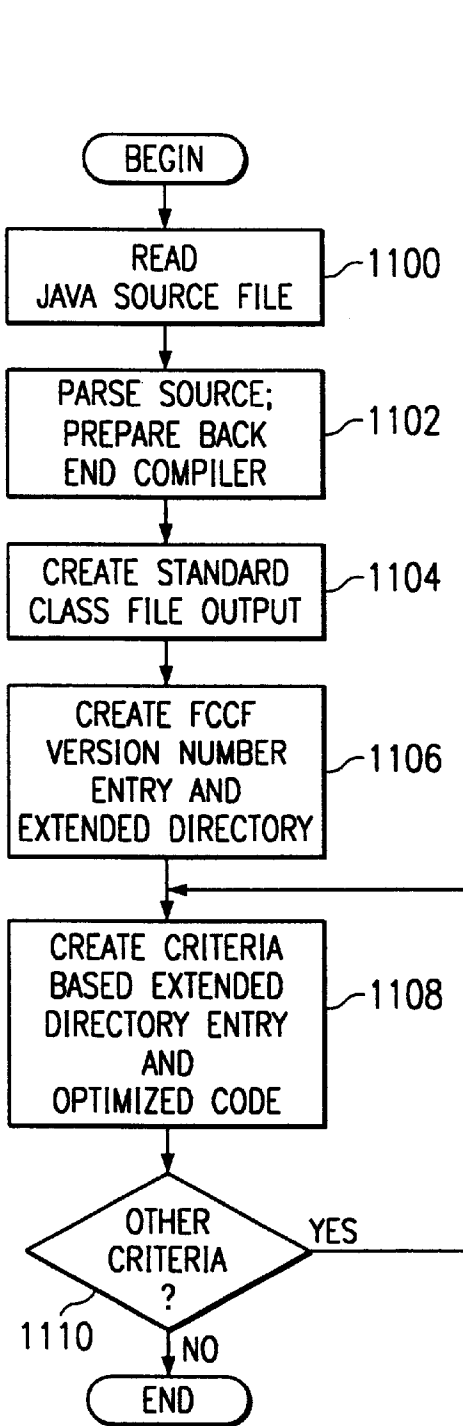 BEGIN
READ
JAVA SOURCE FILE
1100
PARSE SOURCE;
PREPARE BACK
END COMPILER
1102
CREATE STANDARD
CLASS FILE OUTPUT
1104
CREATE FCCF
VERSION NUMBER
ENTRY AND
EXTENDED DIRECTORY
1106
CREATE CRITERIA
BASED EXTENDED
DIRECTORY ENTRY
AND
OPTIMIZED CODE
1108
OTHER
CRITERIA
?
YES
1110
NO
END